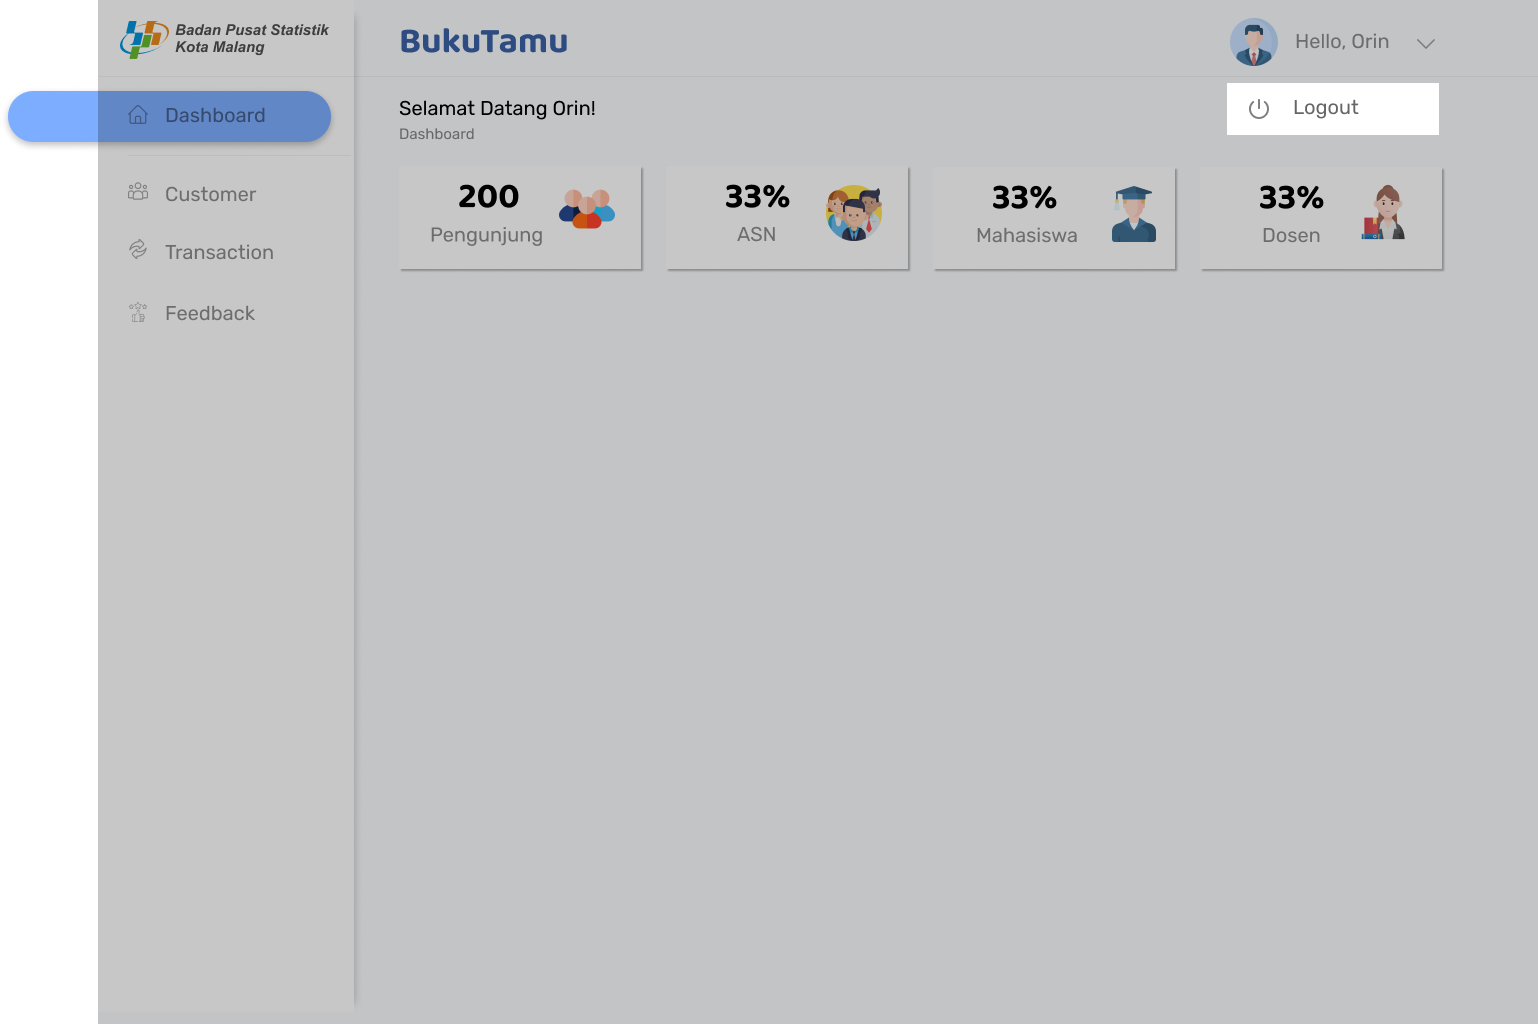 Badan Pusat Statistik
Kota Malang
BukuTamu
Hello, Orin
Dashboard
Customer
Transaction
Feedback
Selamat Datang Orin!
Dashboard
Logout
200
Pengunjung
33%
ASN
33%
Mahasiswa
33%
Dosen